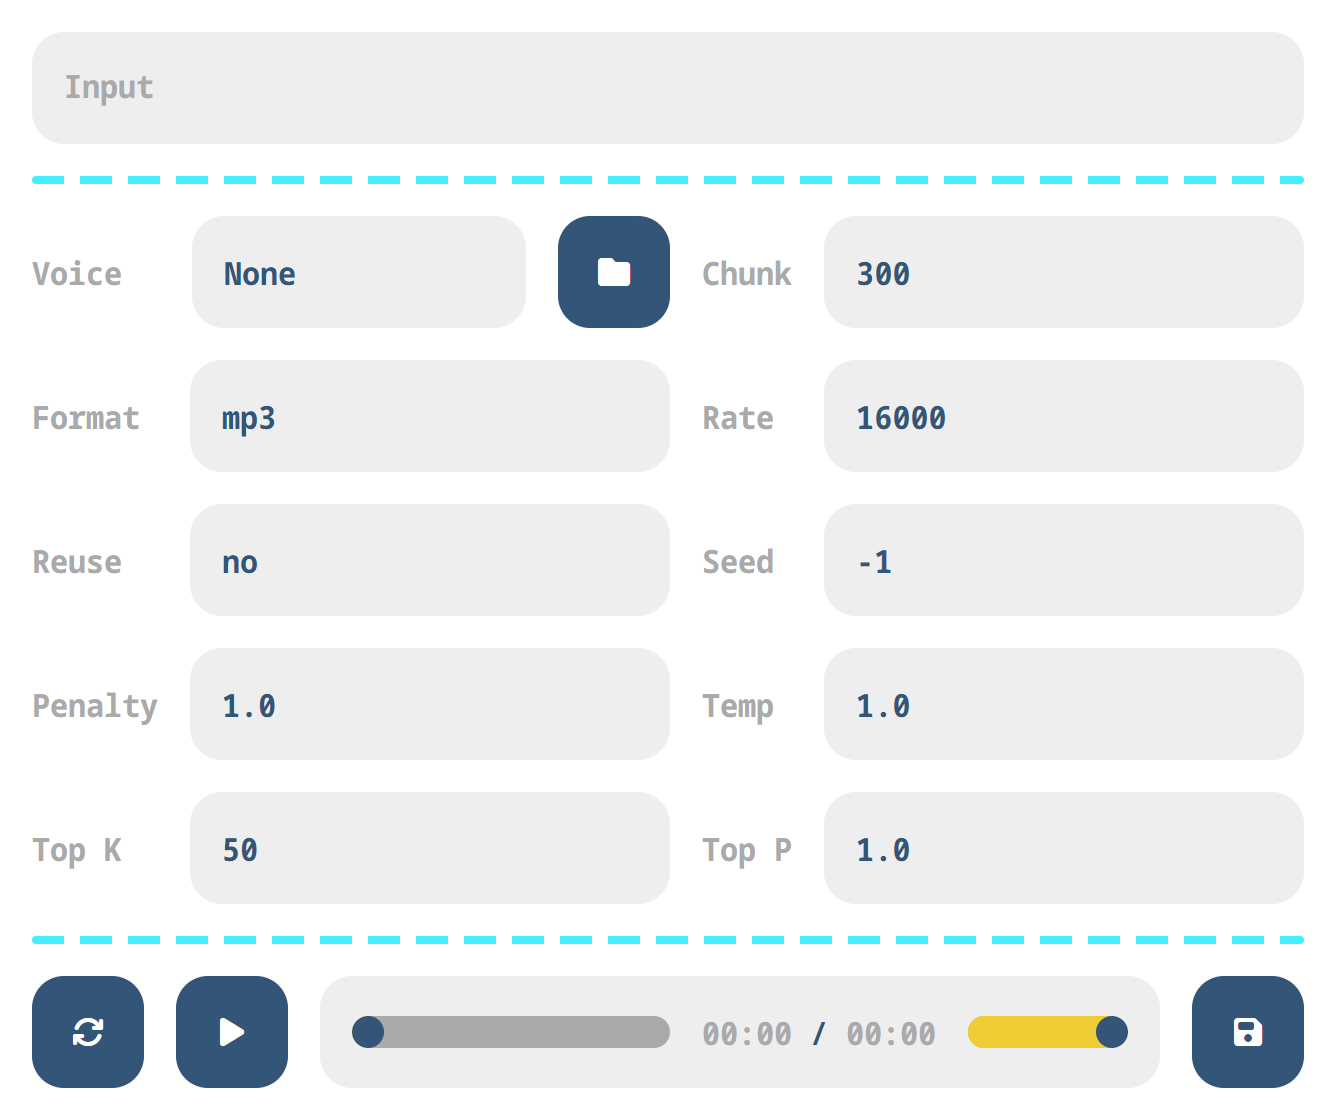 Input
Voice None Chunk 300
Format mp3 Rate 16000
Reuse no Seed -1
Penalty 1.0 Temp 1.0
Top K 50 Top P 1.0
00:00 / 00:00